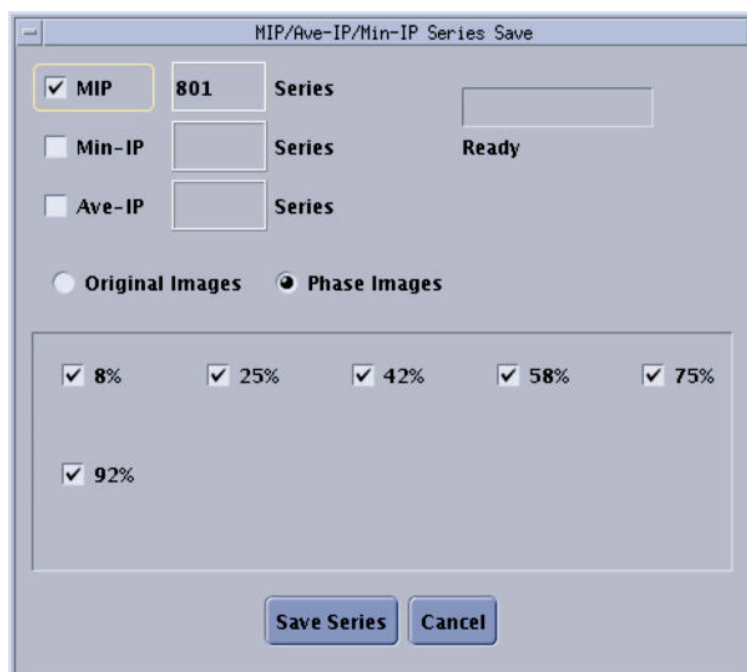 MIP/Ave-IP/Min-IP Series Save
MIP 801 Series
Min-IP Series Ready
Ave-IP Series
Original Images Phase Images
8% 25% 42% 58% 75%
92%
Save Series Cancel